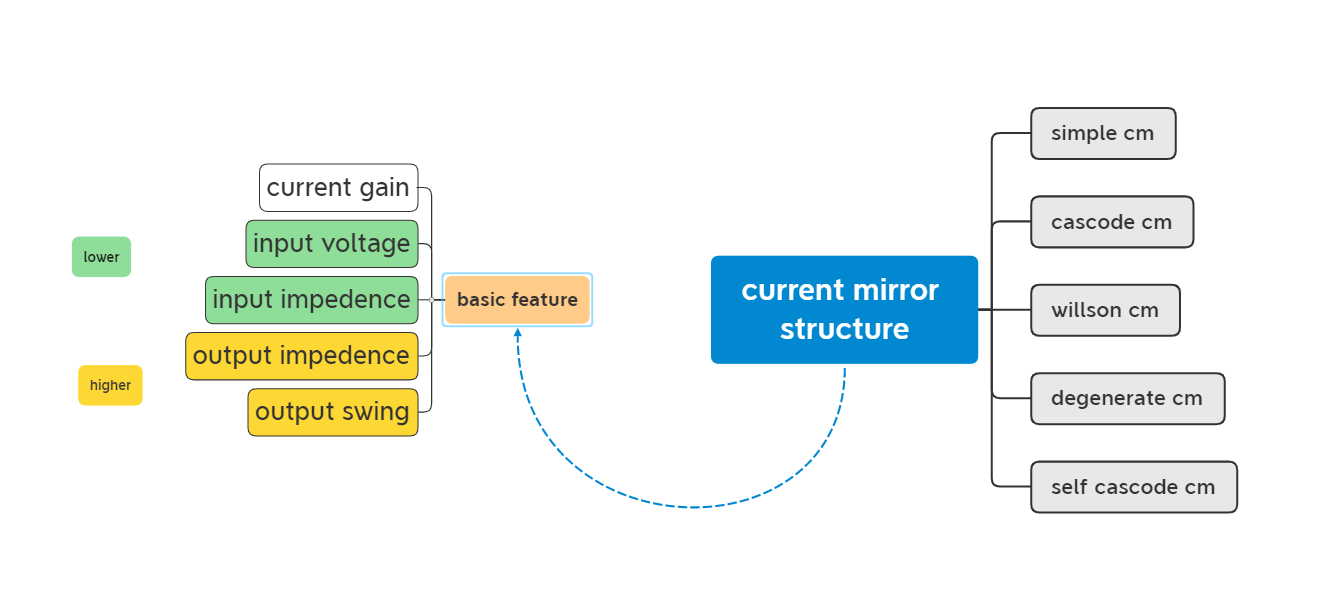 current gain
input voltage
input impedence
output impedence
output swing
lower
higher
basic feature
current mirror
structure
simple cm
cascode cm
willson cm
degenerate cm
self cascode cm